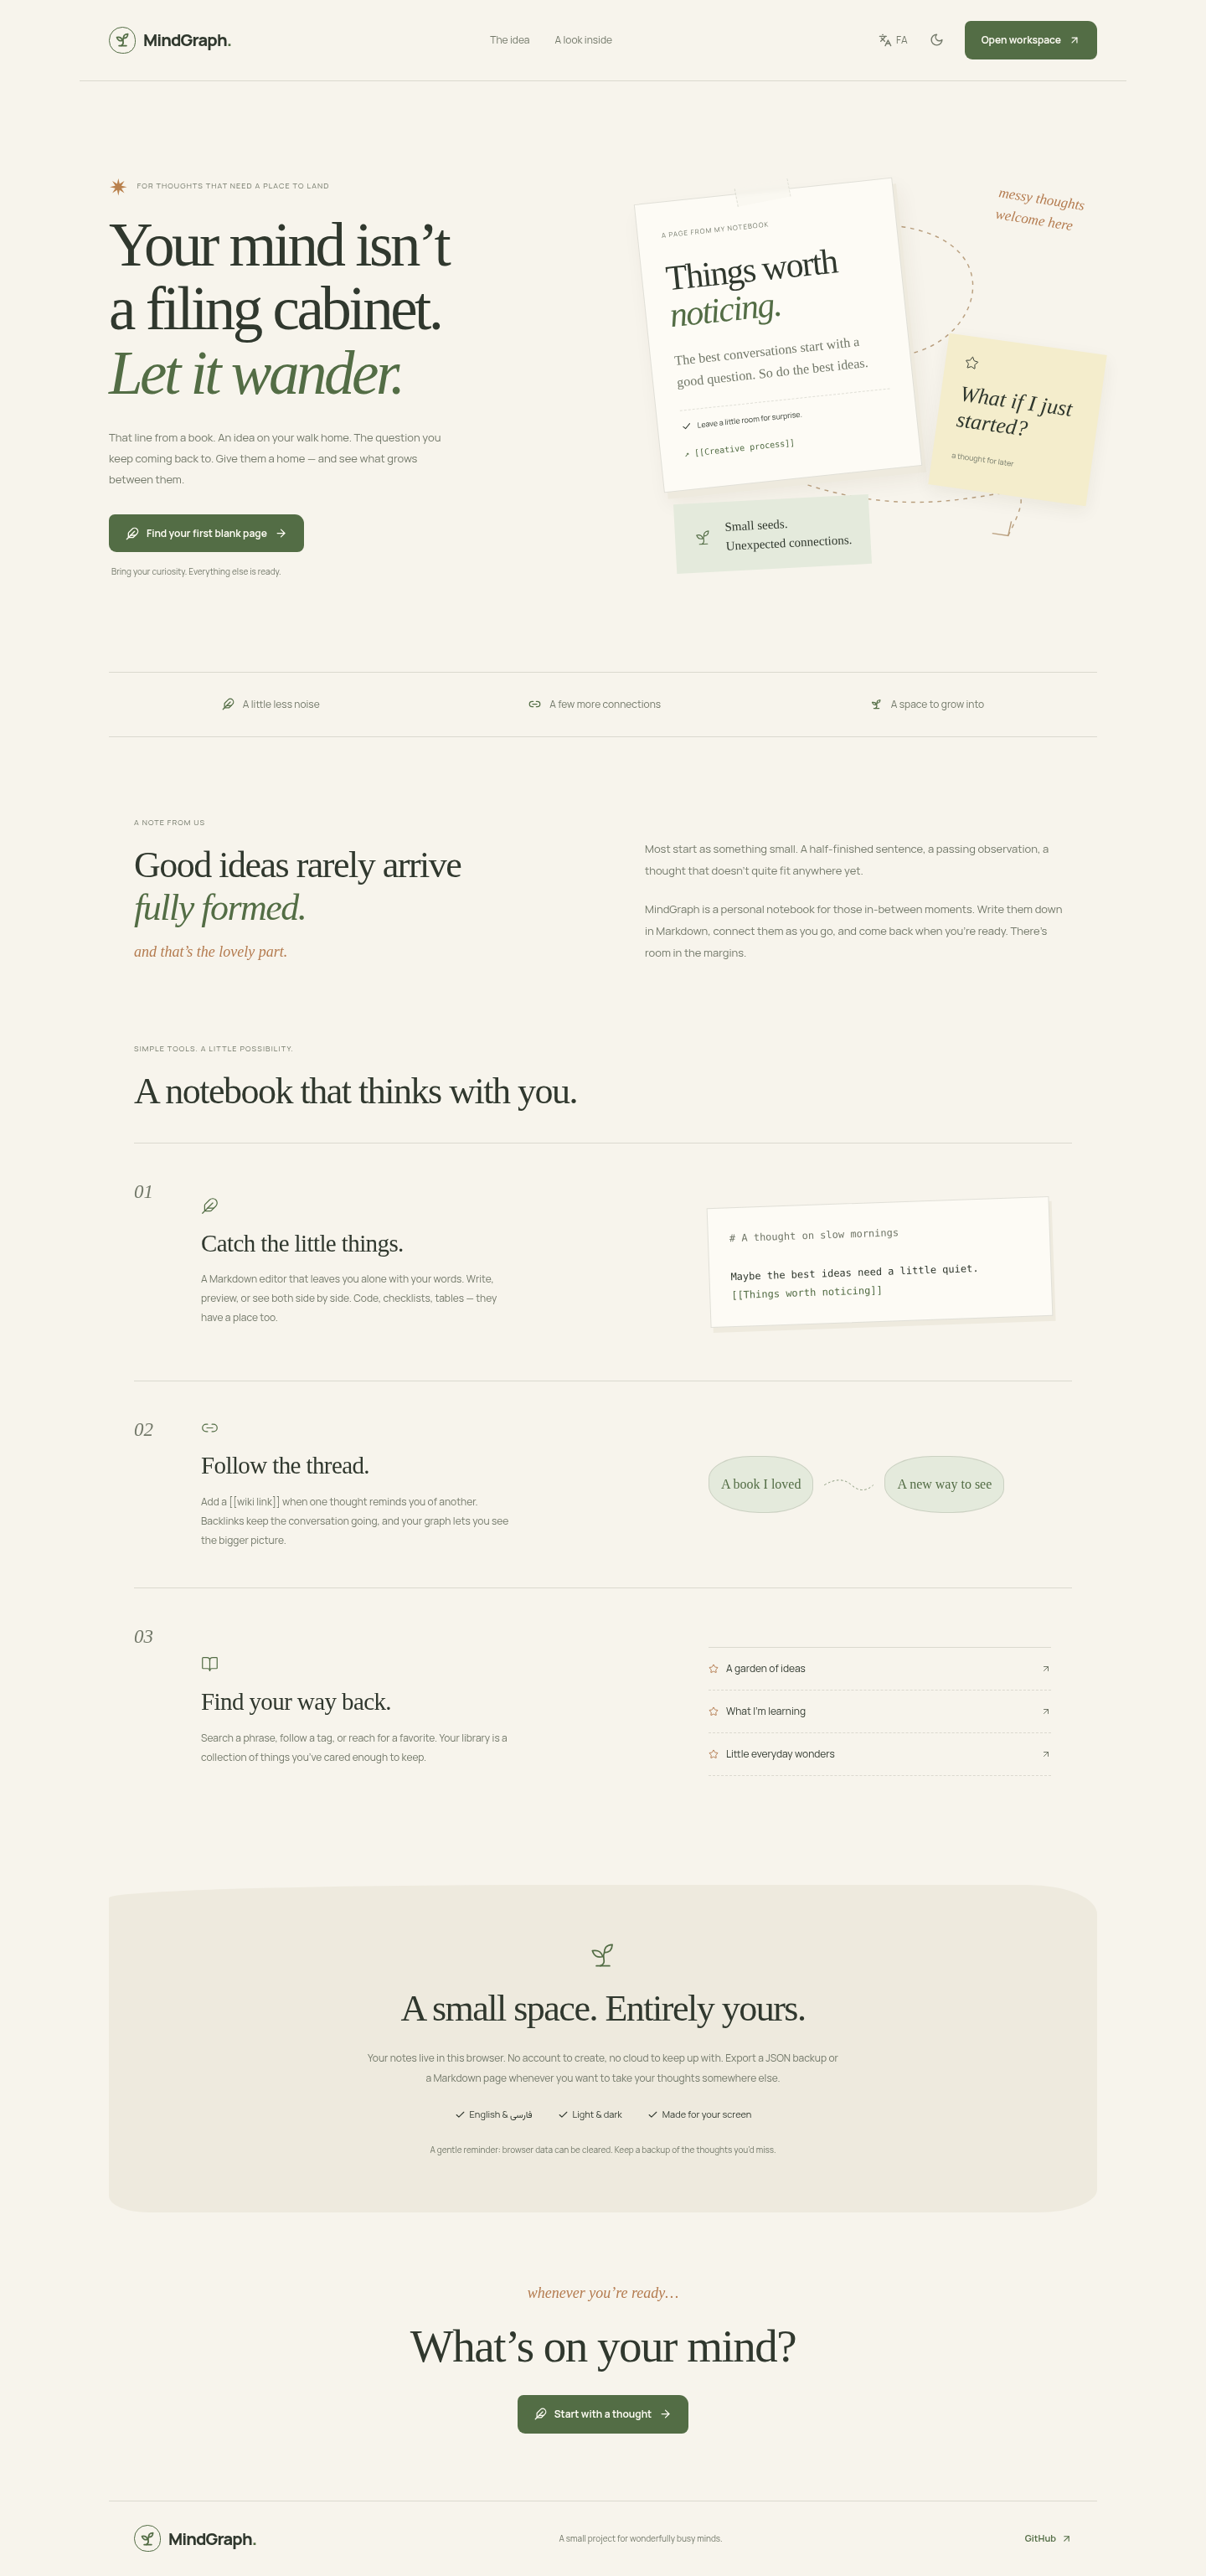 MindGraph.
The idea
A look inside
FA
Open workspace
FOR THOUGHTS THAT NEED A PLACE TO LAND
Your mind isn’t
a filing cabinet.
Let it wander.
That line from a book. An idea on your walk home. The question you
keep coming back to. Give them a home — and see what grows
between them.
Find your first blank page
Bring your curiosity. Everything else is ready.
A PAGE FROM MY NOTEBOOK
Things worth
noticing.
The best conversations start with a
good question. So do the best ideas.
Leave a little room for surprise.
↗ [[Creative process]]
messy thoughts
welcome here
What if I just
started?
a thought for later
Small seeds.
Unexpected connections.
A little less noise
A few more connections
A space to grow into
A NOTE FROM US
Good ideas rarely arrive
fully formed.
and that’s the lovely part.
Most start as something small. A half-finished sentence, a passing observation, a
thought that doesn’t quite fit anywhere yet.
MindGraph is a personal notebook for those in-between moments. Write them down
in Markdown, connect them as you go, and come back when you’re ready. There’s
room in the margins.
SIMPLE TOOLS. A LITTLE POSSIBILITY.
A notebook that thinks with you.
01
Catch the little things.
A Markdown editor that leaves you alone with your words. Write,
preview, or see both side by side. Code, checklists, tables — they
have a place too.
# A thought on slow mornings
Maybe the best ideas need a little quiet.
[[Things worth noticing]]
02
Follow the thread.
Add a [[wiki link]] when one thought reminds you of another.
Backlinks keep the conversation going, and your graph lets you see
the bigger picture.
A book I loved
A new way to see
03
Find your way back.
Search a phrase, follow a tag, or reach for a favorite. Your library is a
collection of things you’ve cared enough to keep.
A garden of ideas
What I’m learning
Little everyday wonders
A small space. Entirely yours.
Your notes live in this browser. No account to create, no cloud to keep up with. Export a JSON backup or
a Markdown page whenever you want to take your thoughts somewhere else.
English & فارسی
Light & dark
Made for your screen
A gentle reminder: browser data can be cleared. Keep a backup of the thoughts you’d miss.
whenever you’re ready…
What’s on your mind?
Start with a thought
MindGraph.
A small project for wonderfully busy minds.
GitHub